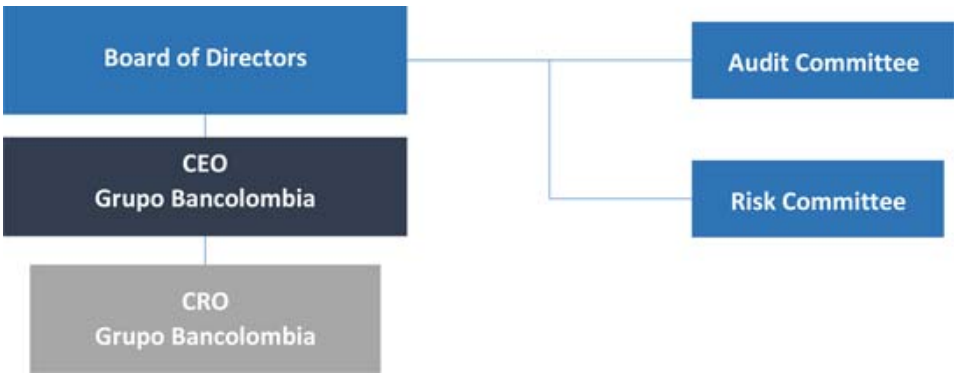 Board of Directors
Audit Committee
CEO
Grupo Bancolombia
Risk Committee
CRO
Grupo Bancolombia